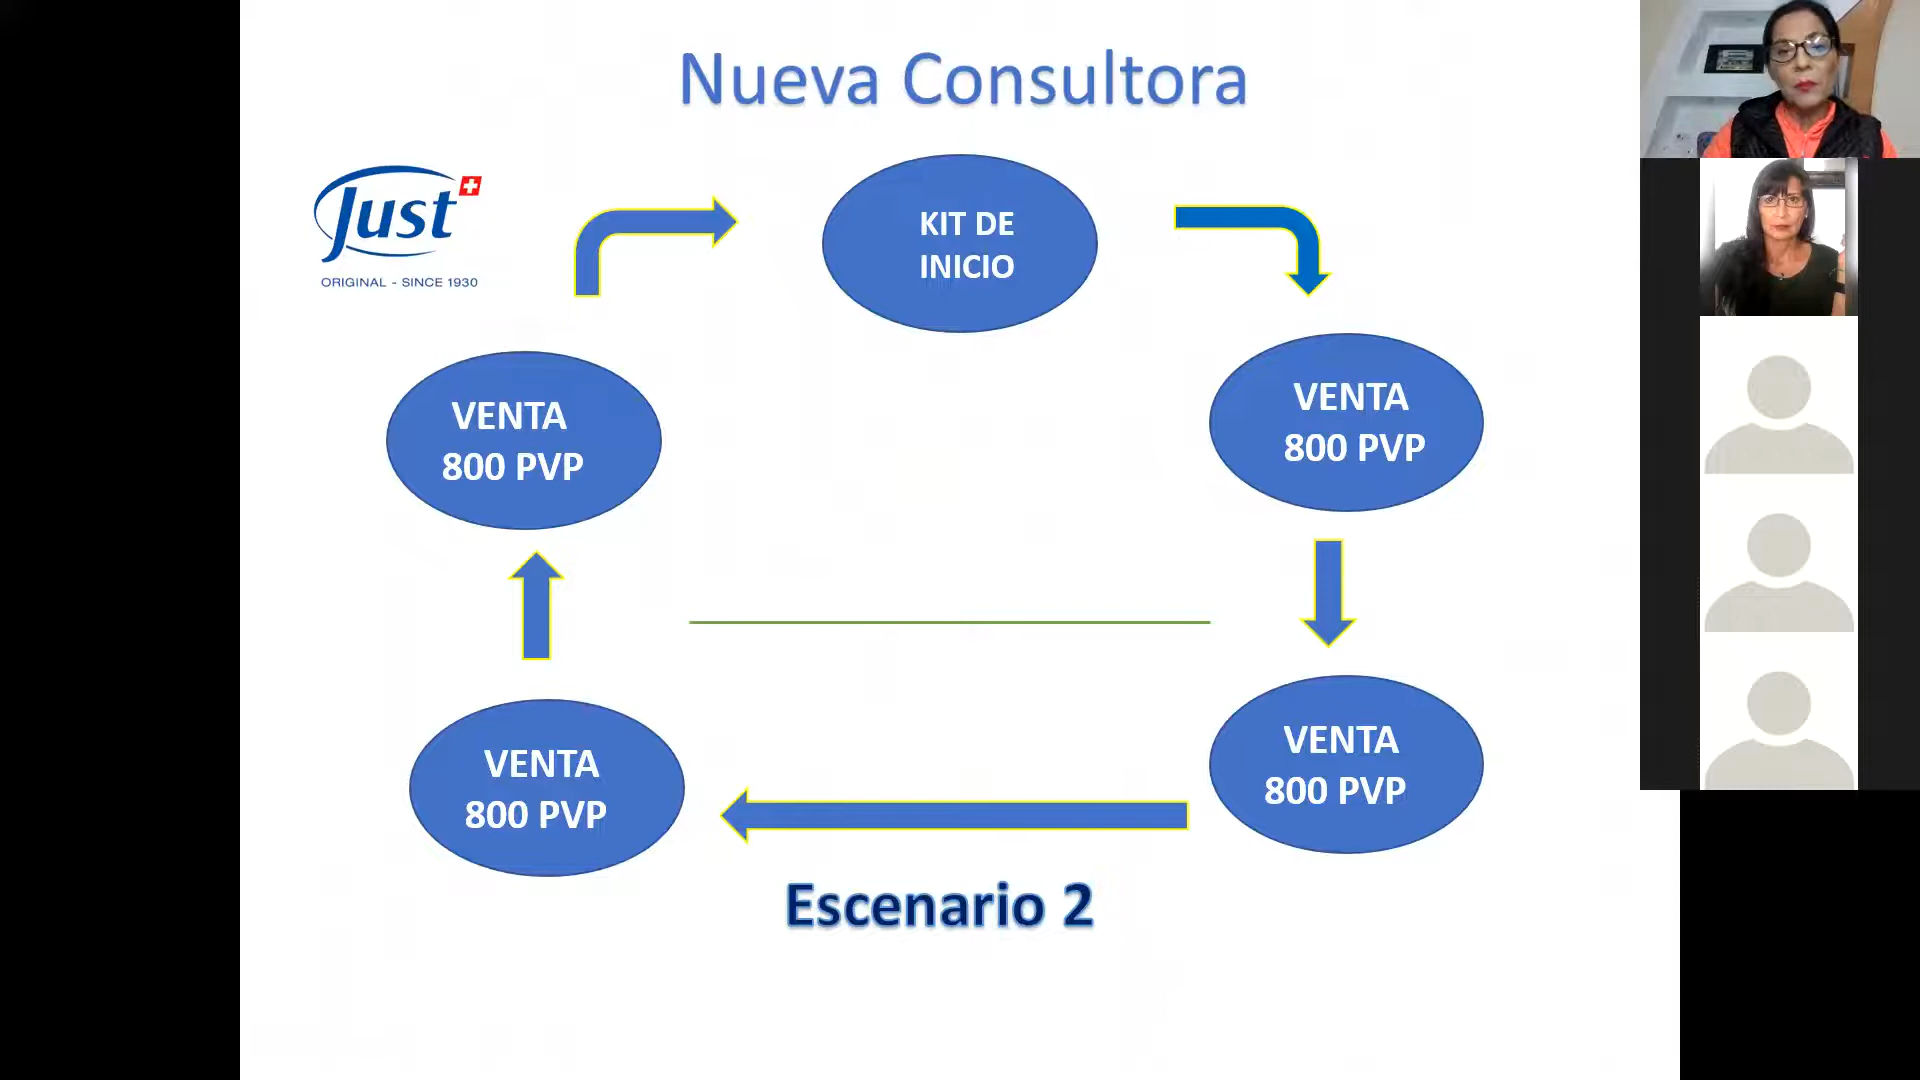 Nueva Consultora
Just
ORIGINAL - SINCE 1930
KIT DE
INICIO
VENTA
800 PVP
VENTA
800 PVP
VENTA
800 PVP
VENTA
800 PVP
Escenario 2